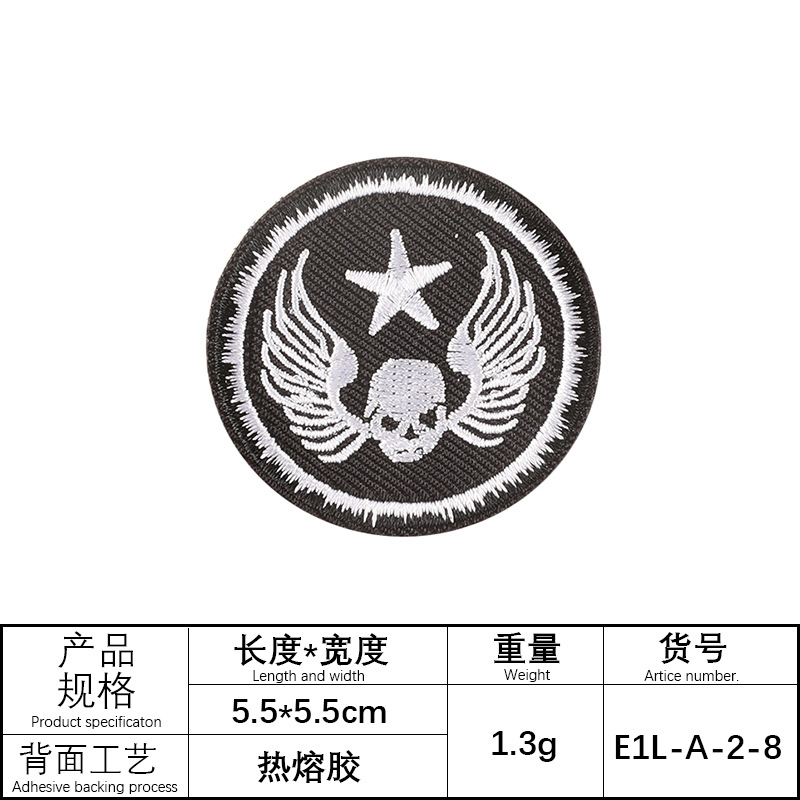 产品
规格
Product specificaton
长度*宽度
Length and width
重量
Weight
货号
Artice number.
5.5*5.5cm
1.3g
E1L-A-2-8
背面工艺
Adhesive backing process
热熔胶